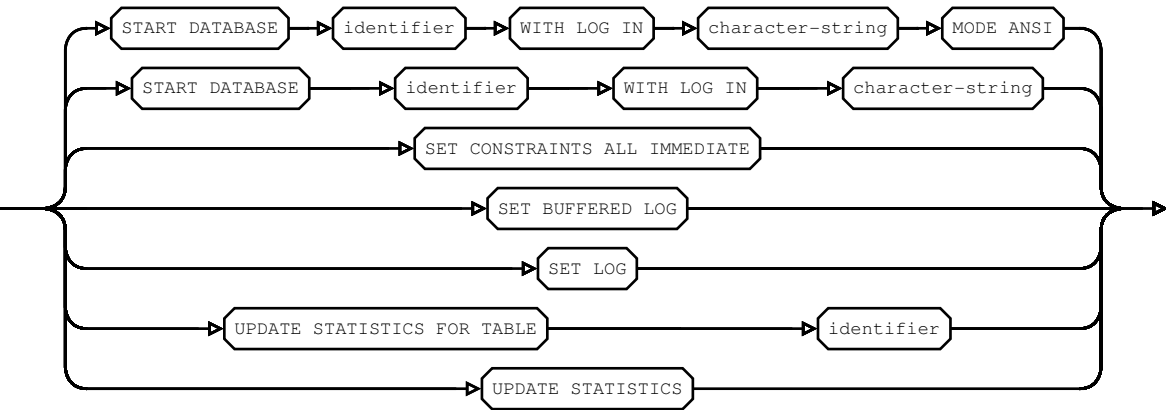 START DATABASE identifier WITH LOG IN character-string MODE ANSI
START DATABASE identifier WITH LOG IN character-string
SET CONSTRAINTS ALL IMMEDIATE
SET BUFFERED LOG
SET LOG
UPDATE STATISTICS FOR TABLE identifier
UPDATE STATISTICS